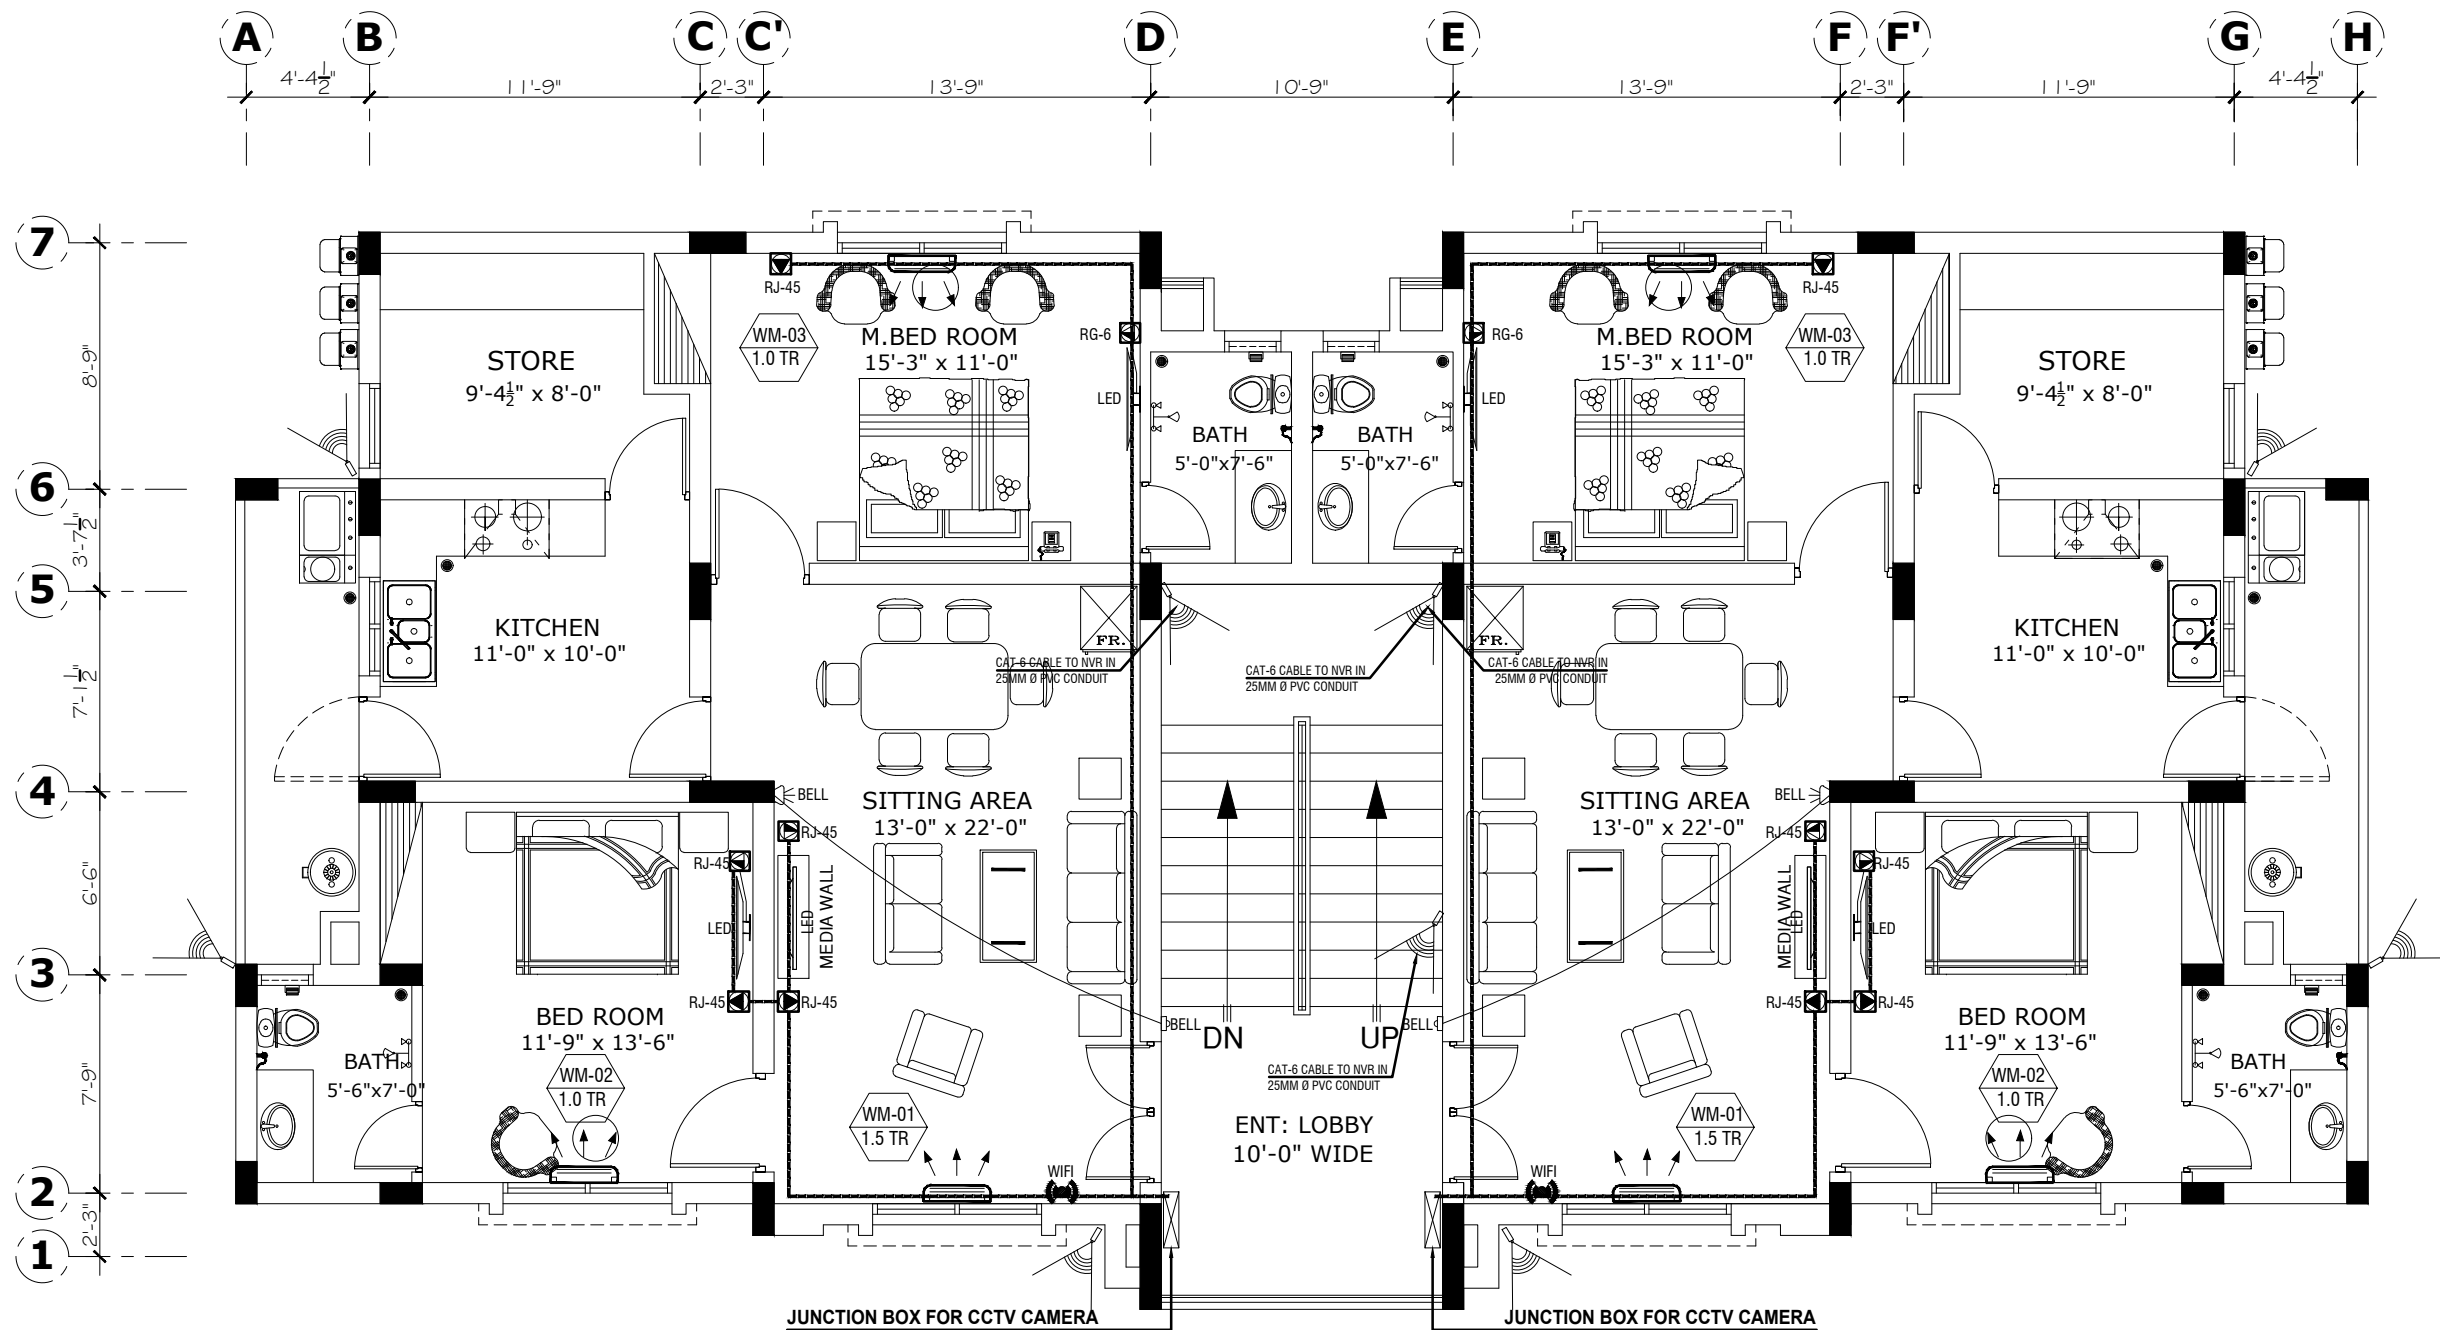 A B C C' D E F F' G H
4'-4½" 11'-9" 2'-3" 13'-9" 10'-9" 13'-9" 2'-3" 11'-9" 4'-4½"
7
8'-9"
6
3'-7½"
5
7'-1½"
4
6'-6"
3
7'-9"
2
2'-3"
1
RJ-45
RJ-45
WM-03
1.0 TR
M.BED ROOM
15'-3" x 11'-0"
RG-6
RG-6
M.BED ROOM
15'-3" x 11'-0"
WM-03
1.0 TR
STORE
9'-4½" x 8'-0"
STORE
9'-4½" x 8'-0"
LED
LED
BATH
5'-0"x7'-6"
BATH
5'-0"x7'-6"
KITCHEN
11'-0" x 10'-0"
FR.
FR.
KITCHEN
11'-0" x 10'-0"
CAT-6 CABLE TO NVR IN
25MM Ø PVC CONDUIT
CAT-6 CABLE TO NVR IN
25MM Ø PVC CONDUIT
CAT-6 CABLE TO NVR IN
25MM Ø PVC CONDUIT
BELL
SITTING AREA
13'-0" x 22'-0"
SITTING AREA
13'-0" x 22'-0"
BELL
RJ-45
RJ-45
RJ-45
RJ-45
LED
LED
MEDIA WALL
MEDIA WALL
LED
LED
RJ-45
RJ-45
RJ-45
RJ-45
BED ROOM
11'-9" x 13'-6"
BELL
DN
UP
BELL
BED ROOM
11'-9" x 13'-6"
BATH
5'-6"x7'-0"
WM-02
1.0 TR
CAT-6 CABLE TO NVR IN
25MM Ø PVC CONDUIT
WM-02
1.0 TR
BATH
5'-6"x7'-0"
WM-01
1.5 TR
ENT: LOBBY
10'-0" WIDE
WM-01
1.5 TR
WIFI
WIFI
JUNCTION BOX FOR CCTV CAMERA
JUNCTION BOX FOR CCTV CAMERA